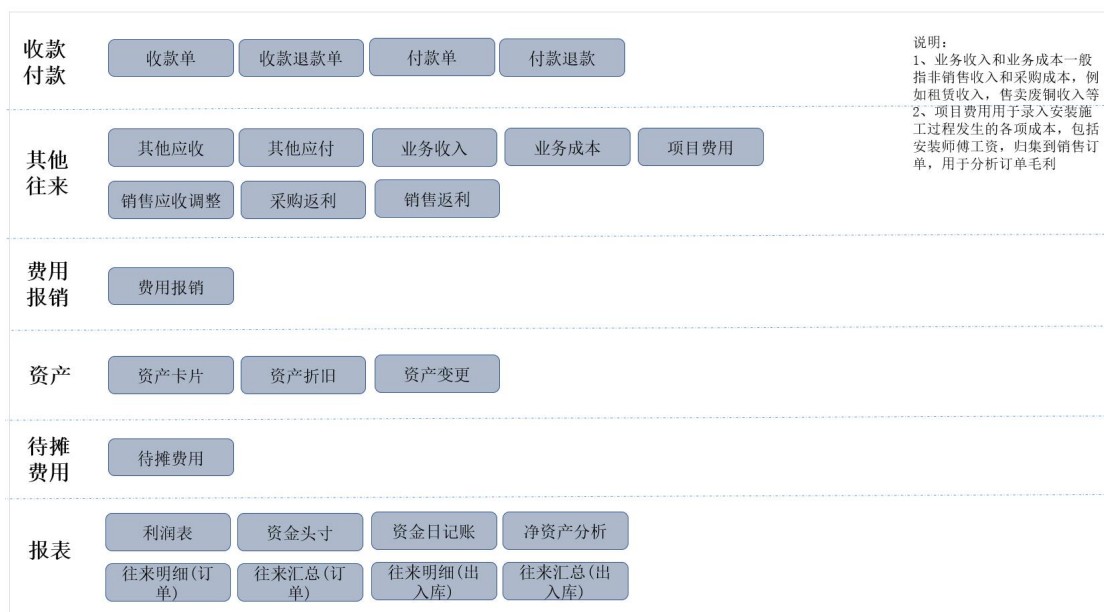 收款
付款
收款单
收款退款单
付款单
付款退款
说明：
1、业务收入和业务成本一般
指非销售收入和采购成本，例
如租赁收入，售卖废铜收入等
2、项目费用用于录入安装施
工过程发生的各项成本，包括
安装师傅工资，归集到销售订
单，用于分析订单毛利
其他
往来
其他应收
其他应付
业务收入
业务成本
项目费用
销售应收调整
采购返利
销售返利
费用
报销
费用报销
资产
资产卡片
资产折旧
资产变更
待摊
费用
待摊费用
报表
利润表
资金头寸
资金日记账
净资产分析
往来明细(订
单)
往来汇总(订
单)
往来明细(出
入库)
往来汇总(出
入库)